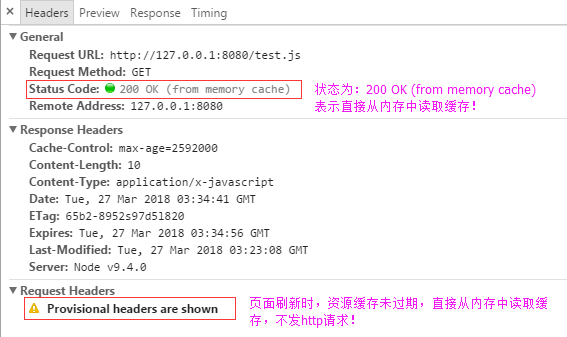 × Headers Preview Response Timing
▼ General
Request URL: http://127.0.0.1:8080/test.js
Request Method: GET
Status Code: 200 OK (from memory cache)
状态为：200 OK (from memory cache)
表示直接从内存中读取缓存！
Remote Address: 127.0.0.1:8080
▼ Response Headers
Cache-Control: max-age=2592000
Content-Length: 10
Content-Type: application/x-javascript
Date: Tue, 27 Mar 2018 03:34:41 GMT
ETag: 65b2-8952s97d51820
Expires: Tue, 27 Mar 2018 03:34:56 GMT
Last-Modified: Tue, 27 Mar 2018 03:23:08 GMT
Server: Node v9.4.0
▼ Request Headers
Provisional headers are shown
页面刷新时，资源缓存未过期，直接从内存中读取缓
存，不发http请求！